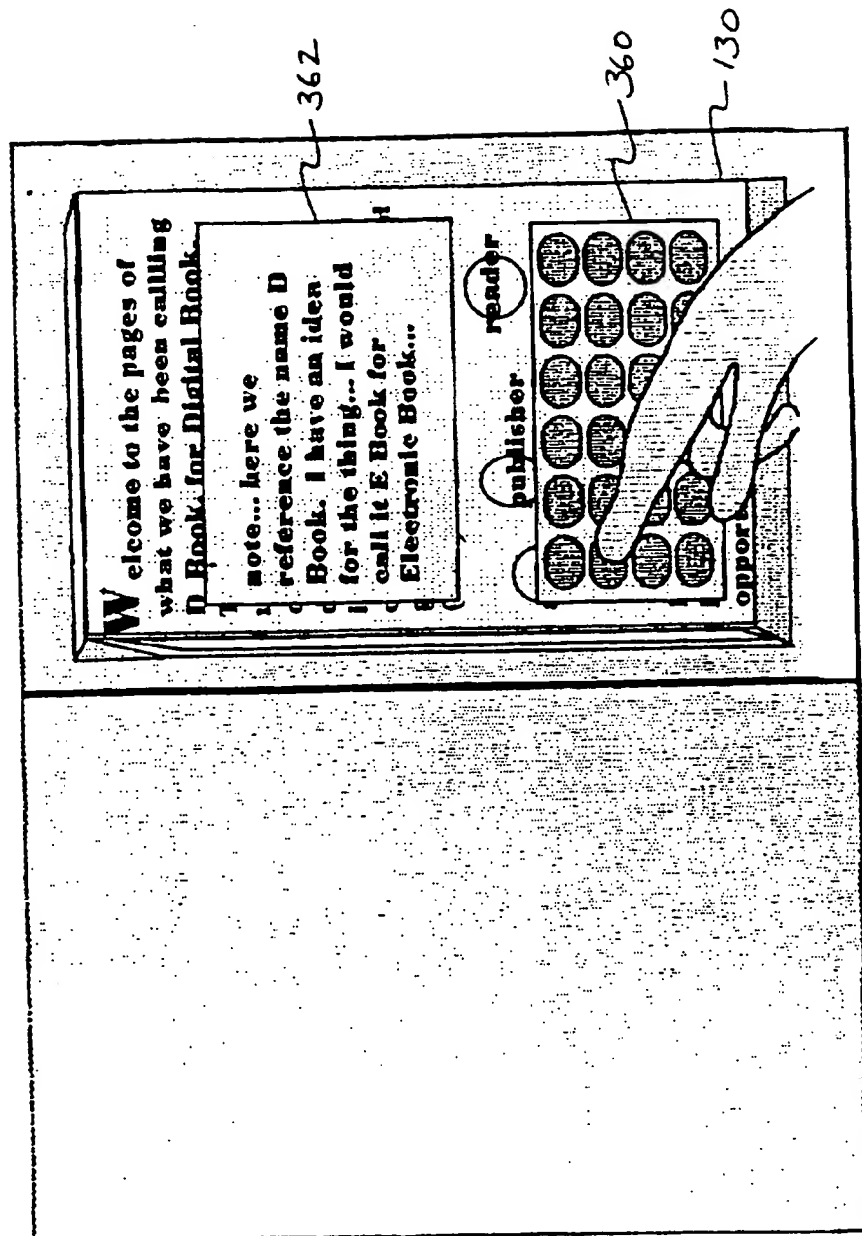 Welcome to the pages of
what we have been callling
D Book, for Digital Book.
note... here we
reference the name D
Book. I have an idea
for the thing... I would
call it E Book for
Electronic Book...
publisher
reader
362
360
130